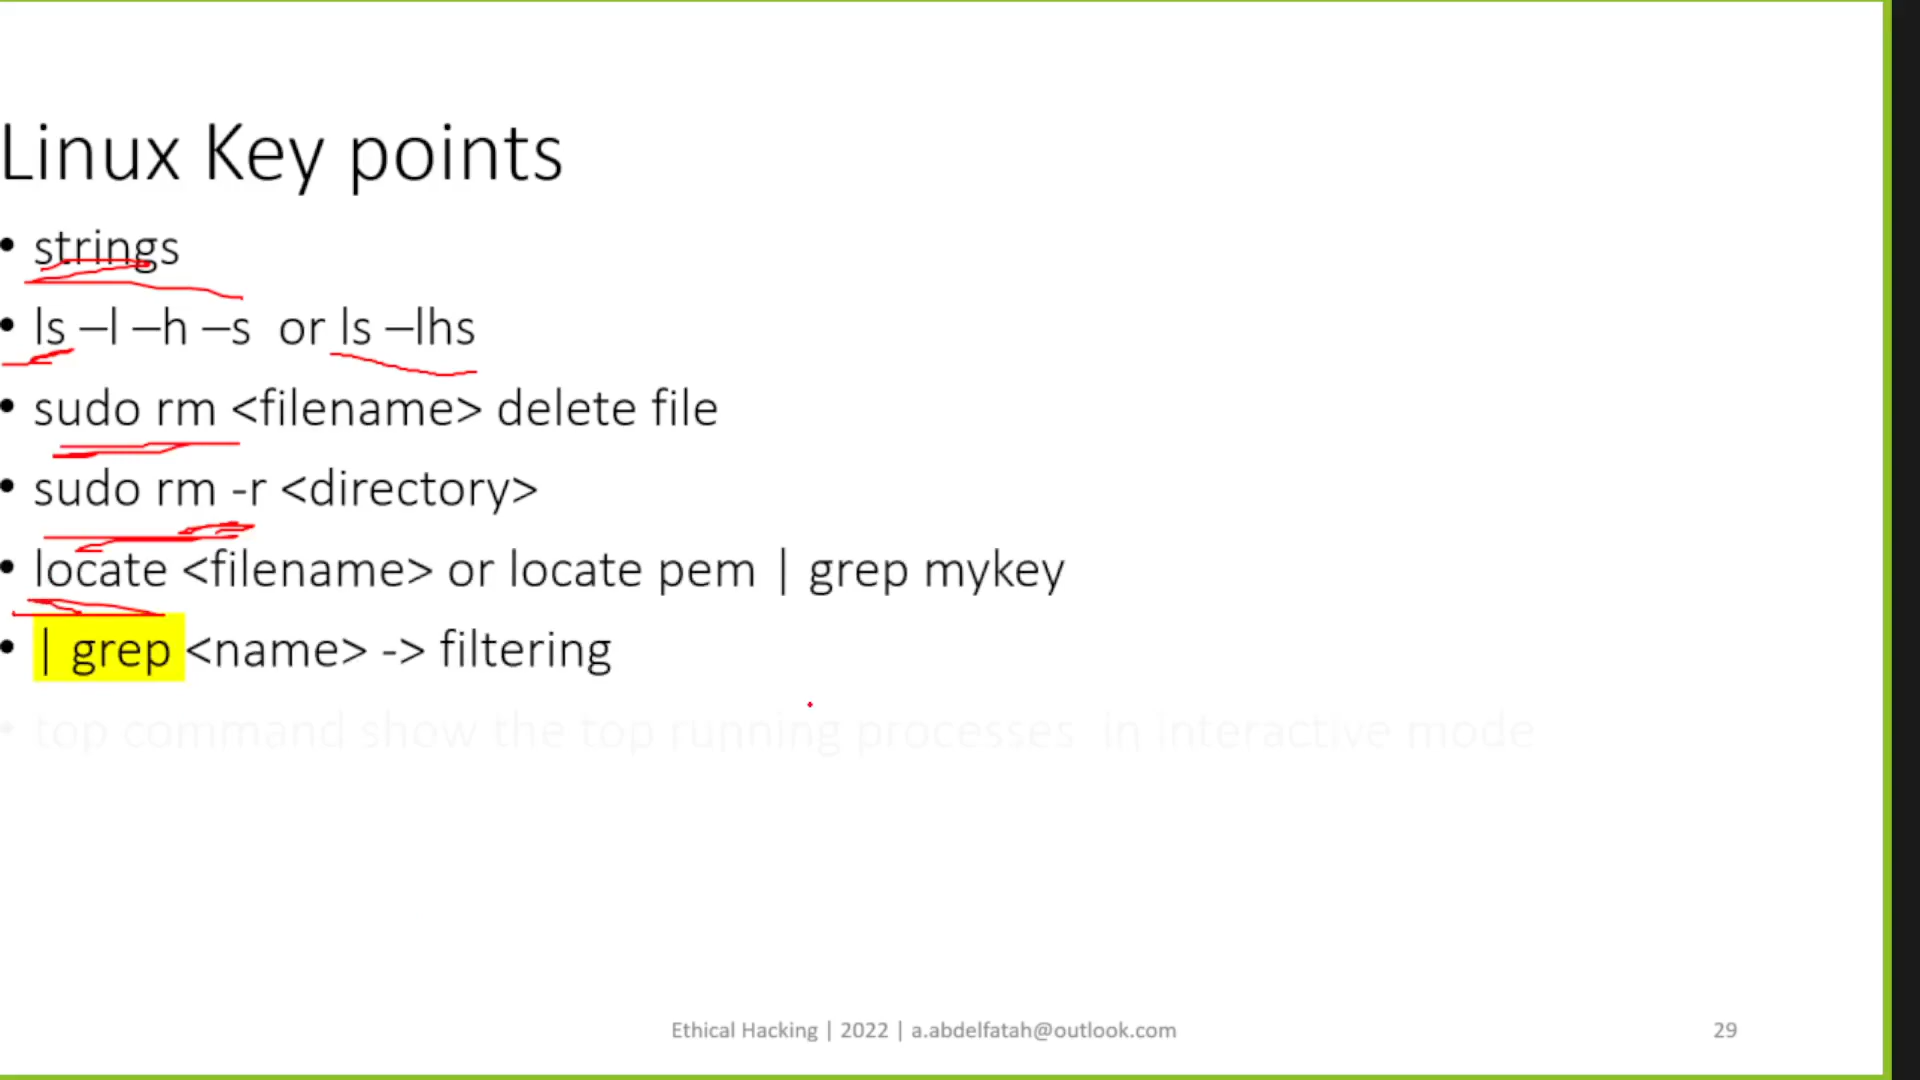 Linux Key points
• strings
• ls –l –h –s  or ls –lhs
• sudo rm <filename> delete file
• sudo rm -r <directory>
• locate <filename> or locate pem | grep mykey
• | grep <name> -> filtering
• top command show the top running processes  in interactive mode
Ethical Hacking | 2022 | a.abdelfatah@outlook.com
29